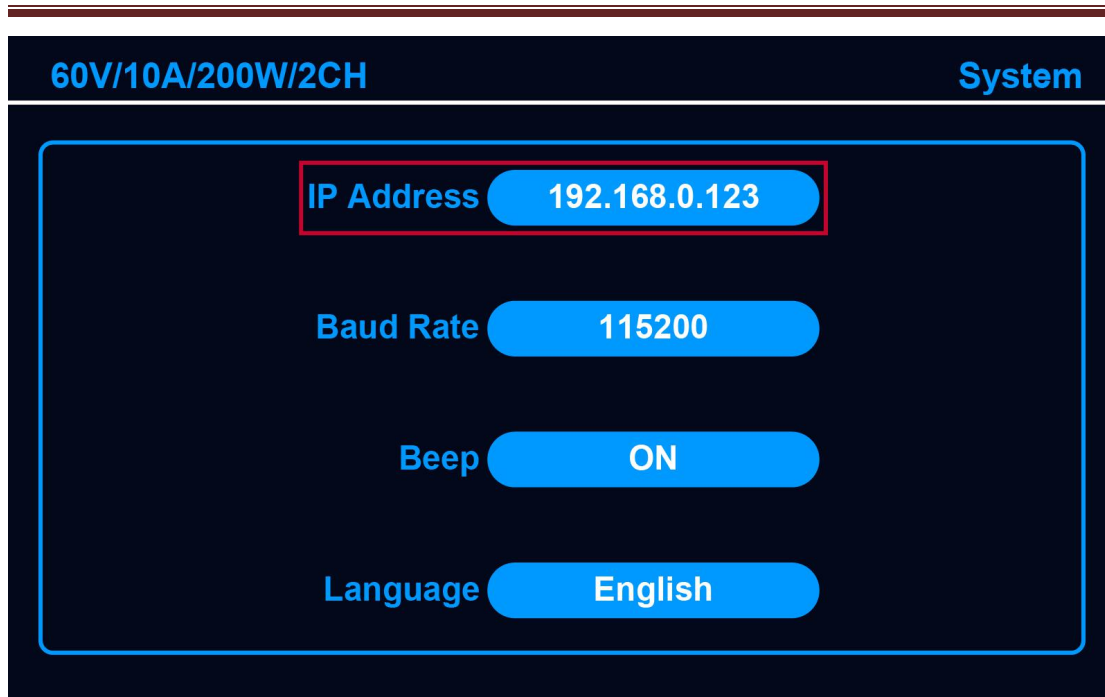 60V/10A/200W/2CH System
IP Address 192.168.0.123
Baud Rate 115200
Beep ON
Language English